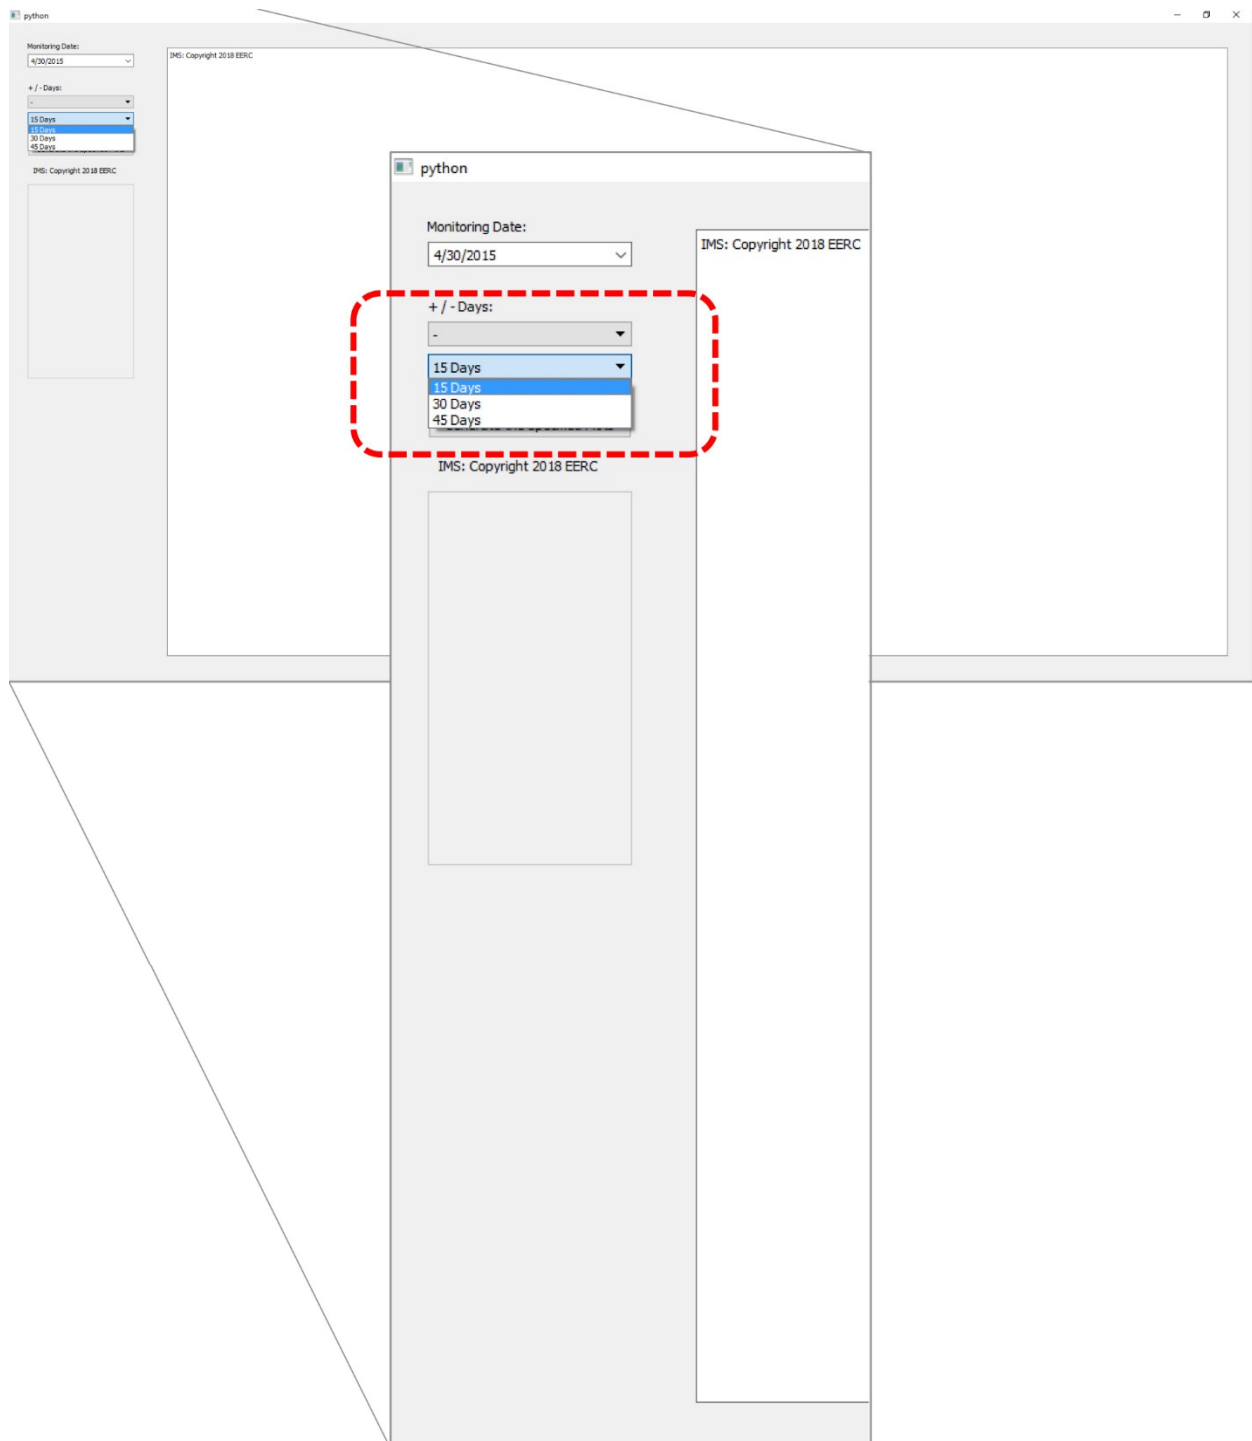 python
Monitoring Date:
4/30/2015
+ / - Days:
-
15 Days
15 Days
30 Days
45 Days
IMS: Copyright 2018 EERC
IMS: Copyright 2018 EERC
python
Monitoring Date:
4/30/2015
+ / - Days:
-
15 Days
15 Days
30 Days
45 Days
IMS: Copyright 2018 EERC
IMS: Copyright 2018 EERC